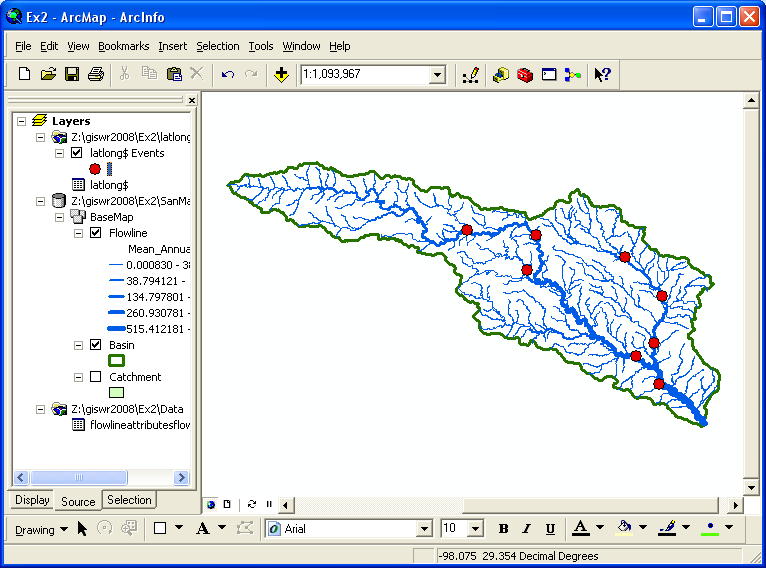 Ex2 - ArcMap - ArcInfo
File Edit View Bookmarks Insert Selection Tools Window Help
1:1,093,967
Layers
Z:\giswr2008\Ex2\latlong
latlong$ Events
latlong$
Z:\giswr2008\Ex2\SanMa
BaseMap
Flowline
Mean_Annua
0.000830 - 38
38.794121 -
134.797801 -
260.930781 -
515.412181 -
Basin
Catchment
Z:\giswr2008\Ex2\Data
flowlineattributesflow
Display Source Selection
Drawing A Arial 10 B I U A
-98.075 29.354 Decimal Degrees